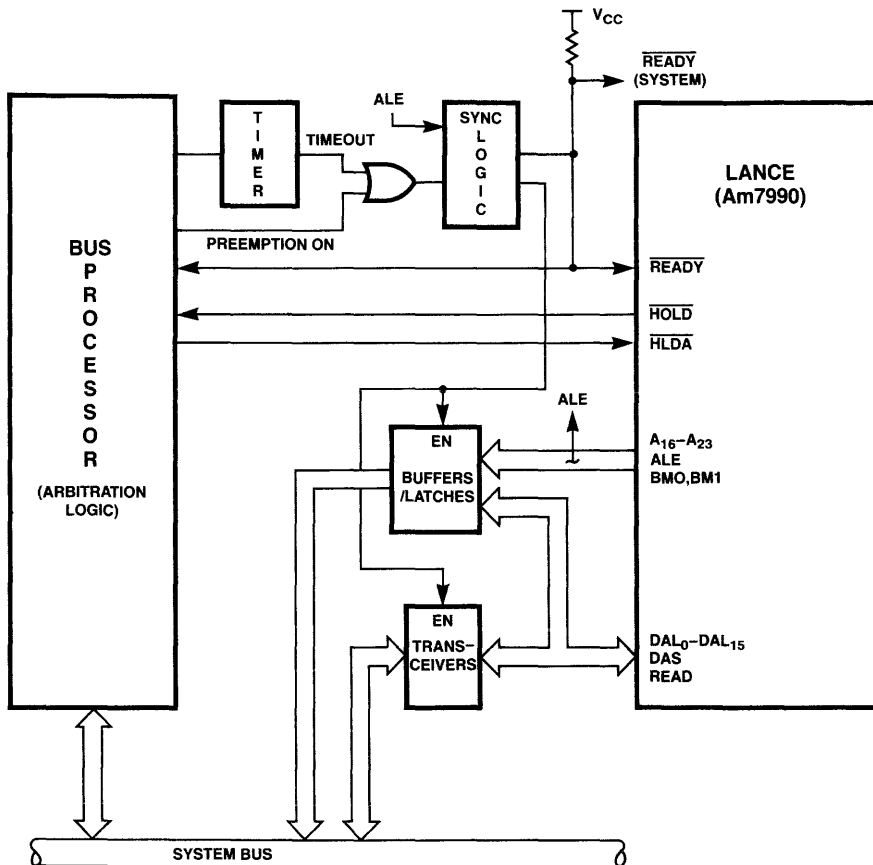 V_CC
READY
(SYSTEM)
ALE
TIMER
TIMEOUT
SYNC
LOGIC
LANCE
(Am7990)
PREEMPTION ON
BUS
PROCESSOR
(ARBITRATION
LOGIC)
READY
HOLD
HLDA
ALE
EN
BUFFERS
/LATCHES
A16–A23
ALE
BMO,BM1
EN
TRANS–
CEIVERS
DAL0–DAL15
DAS
READ
SYSTEM BUS